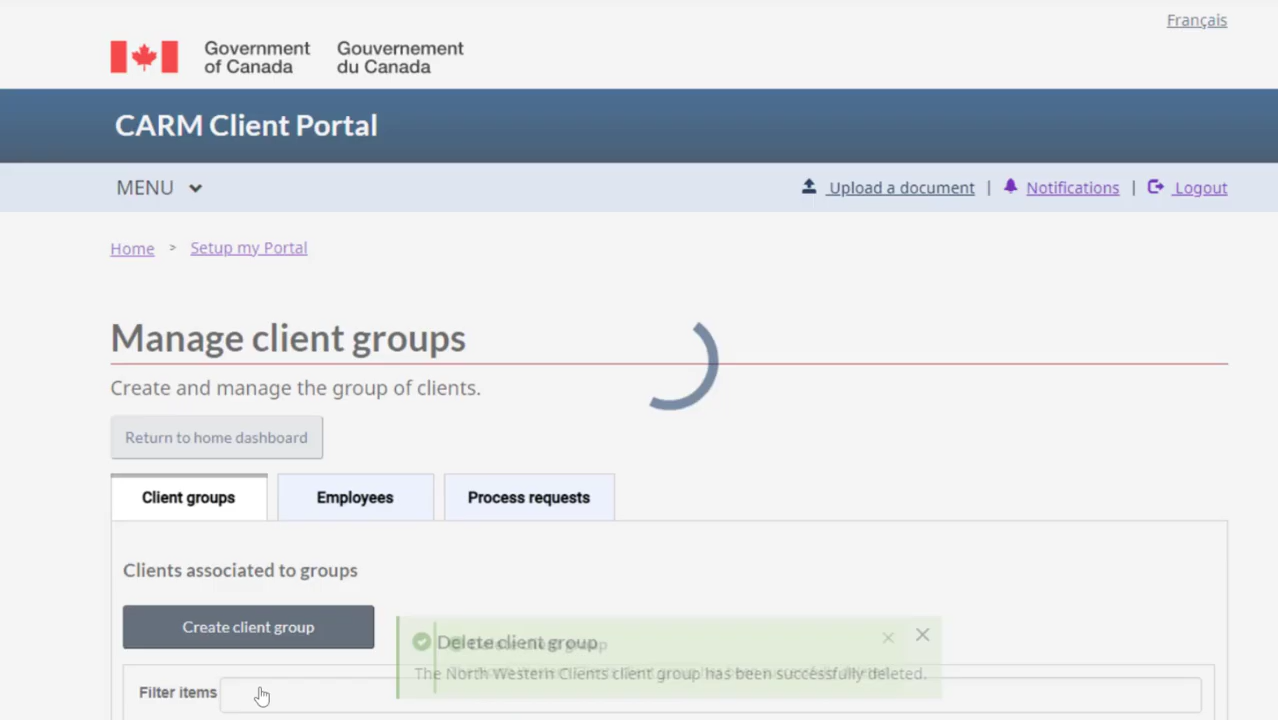 Français
Government Gouvernement
of Canada du Canada
CARM Client Portal
MENU Upload a document | Notifications | Logout
Home > Setup my Portal
Manage client groups
Create and manage the group of clients.
Return to home dashboard
Client groups Employees Process requests
Clients associated to groups
Create client group
Delete client group
The North Western Clients client group has been successfully deleted.
Filter items